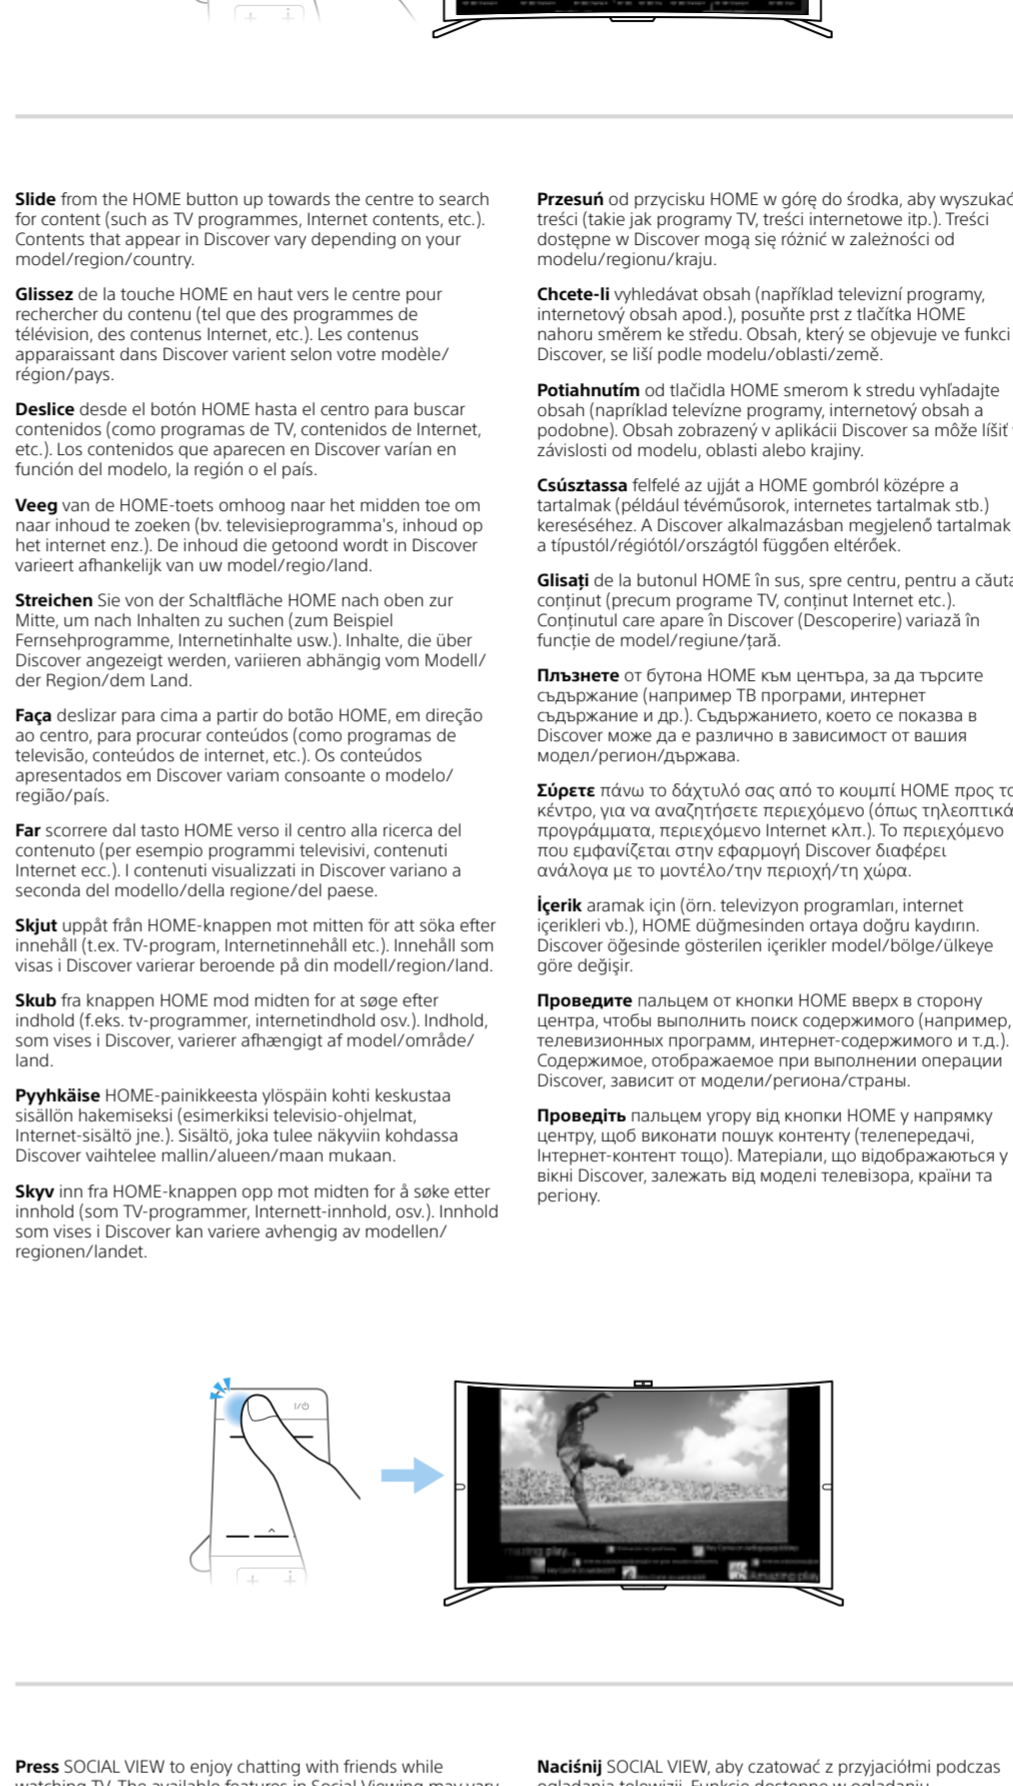 Slide from the HOME button up towards the centre to search
for content (such as TV programmes, Internet contents, etc.).
Contents that appear in Discover vary depending on your
model/region/country.
Glissez de la touche HOME en haut vers le centre pour
rechercher du contenu (tel que des programmes de
télévision, des contenus Internet, etc.). Les contenus
apparaissant dans Discover varient selon votre modèle/
région/pays.
Deslice desde el botón HOME hasta el centro para buscar
contenidos (como programas de TV, contenidos de Internet,
etc.). Los contenidos que aparecen en Discover varían en
función del modelo, la región o el país.
Veeg van de HOME-toets omhoog naar het midden toe om
naar inhoud te zoeken (bv. televisieprogramma's, inhoud op
het internet enz.). De inhoud die getoond wordt in Discover
varieert afhankelijk van uw model/regio/land.
Streichen Sie von der Schaltfläche HOME nach oben zur
Mitte, um nach Inhalten zu suchen (zum Beispiel
Fernsehprogramme, Internetinhalte usw.). Inhalte, die über
Discover angezeigt werden, variieren abhängig vom Modell/
der Region/dem Land.
Faça deslizar para cima a partir do botão HOME, em direção
ao centro, para procurar conteúdos (como programas de
televisão, conteúdos de internet, etc.). Os conteúdos
apresentados em Discover variam consoante o modelo/
região/país.
Far scorrere dal tasto HOME verso il centro alla ricerca del
contenuto (per esempio programmi televisivi, contenuti
Internet ecc.). I contenuti visualizzati in Discover variano a
seconda del modello/della regione/del paese.
Skjut uppåt från HOME-knappen mot mitten för att söka efter
innehåll (t.ex. TV-program, Internetinnehåll etc.). Innehåll som
visas i Discover varierar beroende på din modell/region/land.
Skub fra knappen HOME mod midten for at søge efter
indhold (f.eks. tv-programmer, internetindhold osv.). Indhold,
som vises i Discover, varierer afhængigt af model/område/
land.
Pyyhkäise HOME-painikkeesta ylöspäin kohti keskustaa
sisällön hakemiseksi (esimerkiksi televisio-ohjelmat,
Internet-sisältö jne.). Sisältö, joka tulee näkyviin kohdassa
Discover vaihtelee mallin/alueen/maan mukaan.
Skyv inn fra HOME-knappen opp mot midten for å søke etter
innhold (som TV-programmer, Internett-innhold, osv.). Innhold
som vises i Discover kan variere avhengig av modellen/
regionen/landet.
Przesuń od przycisku HOME w górę do środka, aby wyszukać
treści (takie jak programy TV, treści internetowe itp.). Treści
dostępne w Discover mogą się różnić w zależności od
modelu/regionu/kraju.
Chcete-li vyhledávat obsah (například televizní programy,
internetový obsah apod.), posuňte prst z tlačítka HOME
nahoru směrem ke středu. Obsah, který se objevuje ve funkci
Discover, se liší podle modelu/oblasti/země.
Potiahnutím od tlačidla HOME smerom k stredu vyhľadajte
obsah (napríklad televízne programy, internetový obsah a
podobne). Obsah zobrazený v aplikácii Discover sa môže líšiť
závislosti od modelu, oblasti alebo krajiny.
Csúsztassa felfelé az ujját a HOME gombról középre a
tartalmak (például tévéműsorok, internetes tartalmak stb.)
kereséséhez. A Discover alkalmazásban megjelenő tartalmak
a típustól/régiótól/országtól függően eltérőek.
Glisați de la butonul HOME în sus, spre centru, pentru a căuta
conținut (precum programe TV, conținut Internet etc.).
Conținutul care apare în Discover (Descoperire) variază în
funcție de model/regiune/țară.
Плъзнете от бутона HOME към центъра, за да търсите
съдържание (например ТВ програми, интернет
съдържание и др.). Съдържанието, което се показва в
Discover може да е различно в зависимост от вашия
модел/регион/държава.
Σύρετε πάνω το δάχτυλό σας από το κουμπί HOME προς το
κέντρο, για να αναζητήσετε περιεχόμενο (όπως τηλεοπτικά
προγράμματα, περιεχόμενο Internet κλπ.). Το περιεχόμενο
που εμφανίζεται στην εφαρμογή Discover διαφέρει
ανάλογα με το μοντέλο/την περιοχή/τη χώρα.
İçerik aramak için (örn. televizyon programları, internet
içerikleri vb.), HOME düğmesinden ortaya doğru kaydırın.
Discover öğesinde gösterilen içerikler model/bölge/ülkeye
göre değişir.
Проведите пальцем от кнопки HOME вверх в сторону
центра, чтобы выполнить поиск содержимого (например,
телевизионных программ, интернет-содержимого и т.д.).
Содержимое, отображаемое при выполнении операции
Discover, зависит от модели/региона/страны.
Проведіть пальцем угору від кнопки HOME у напрямку
центру, щоб виконати пошук контенту (телепередачі,
Інтернет-контент тощо). Матеріали, що відображаються у
вікні Discover, залежать від моделі телевізора, країни та
регіону.
Amazing play
Press SOCIAL VIEW to enjoy chatting with friends while
watching TV. The available features in Social Viewing may vary
Naciśnij SOCIAL VIEW, aby czatować z przyjaciółmi podczas
oglądania telewizji. Funkcje dostępne w oglądaniu